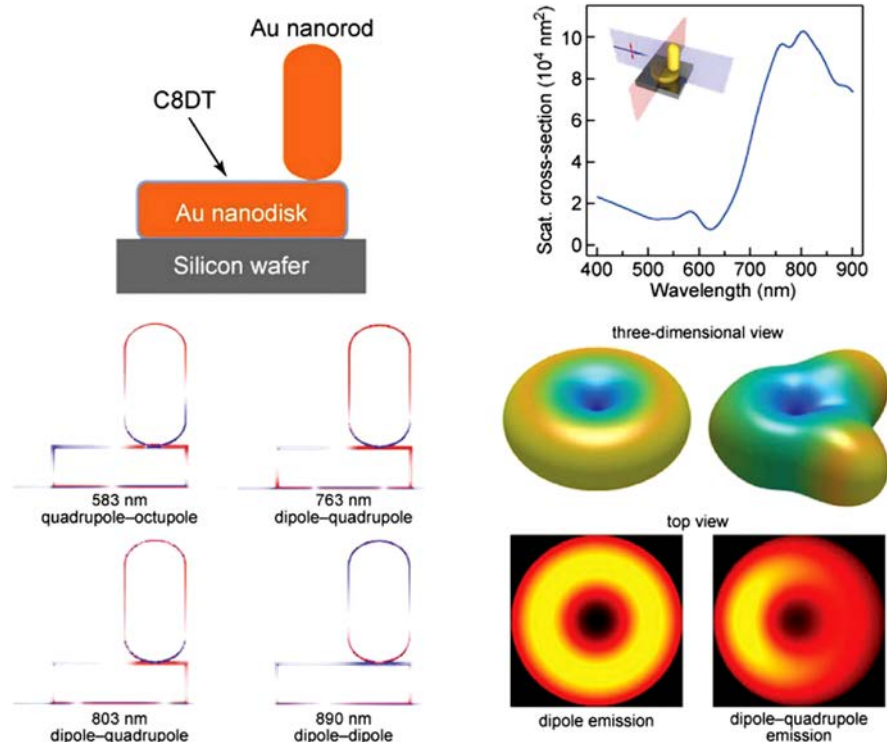 Au nanorod
C8DT
Au nanodisk
Silicon wafer
Scat. cross-section (10⁴ nm²)
10
8
6
4
2
0
400 500 600 700 800 900
Wavelength (nm)
583 nm
quadrupole–octupole
763 nm
dipole–quadrupole
803 nm
dipole–quadrupole
890 nm
dipole–dipole
three-dimensional view
top view
dipole emission
dipole–quadrupole
emission